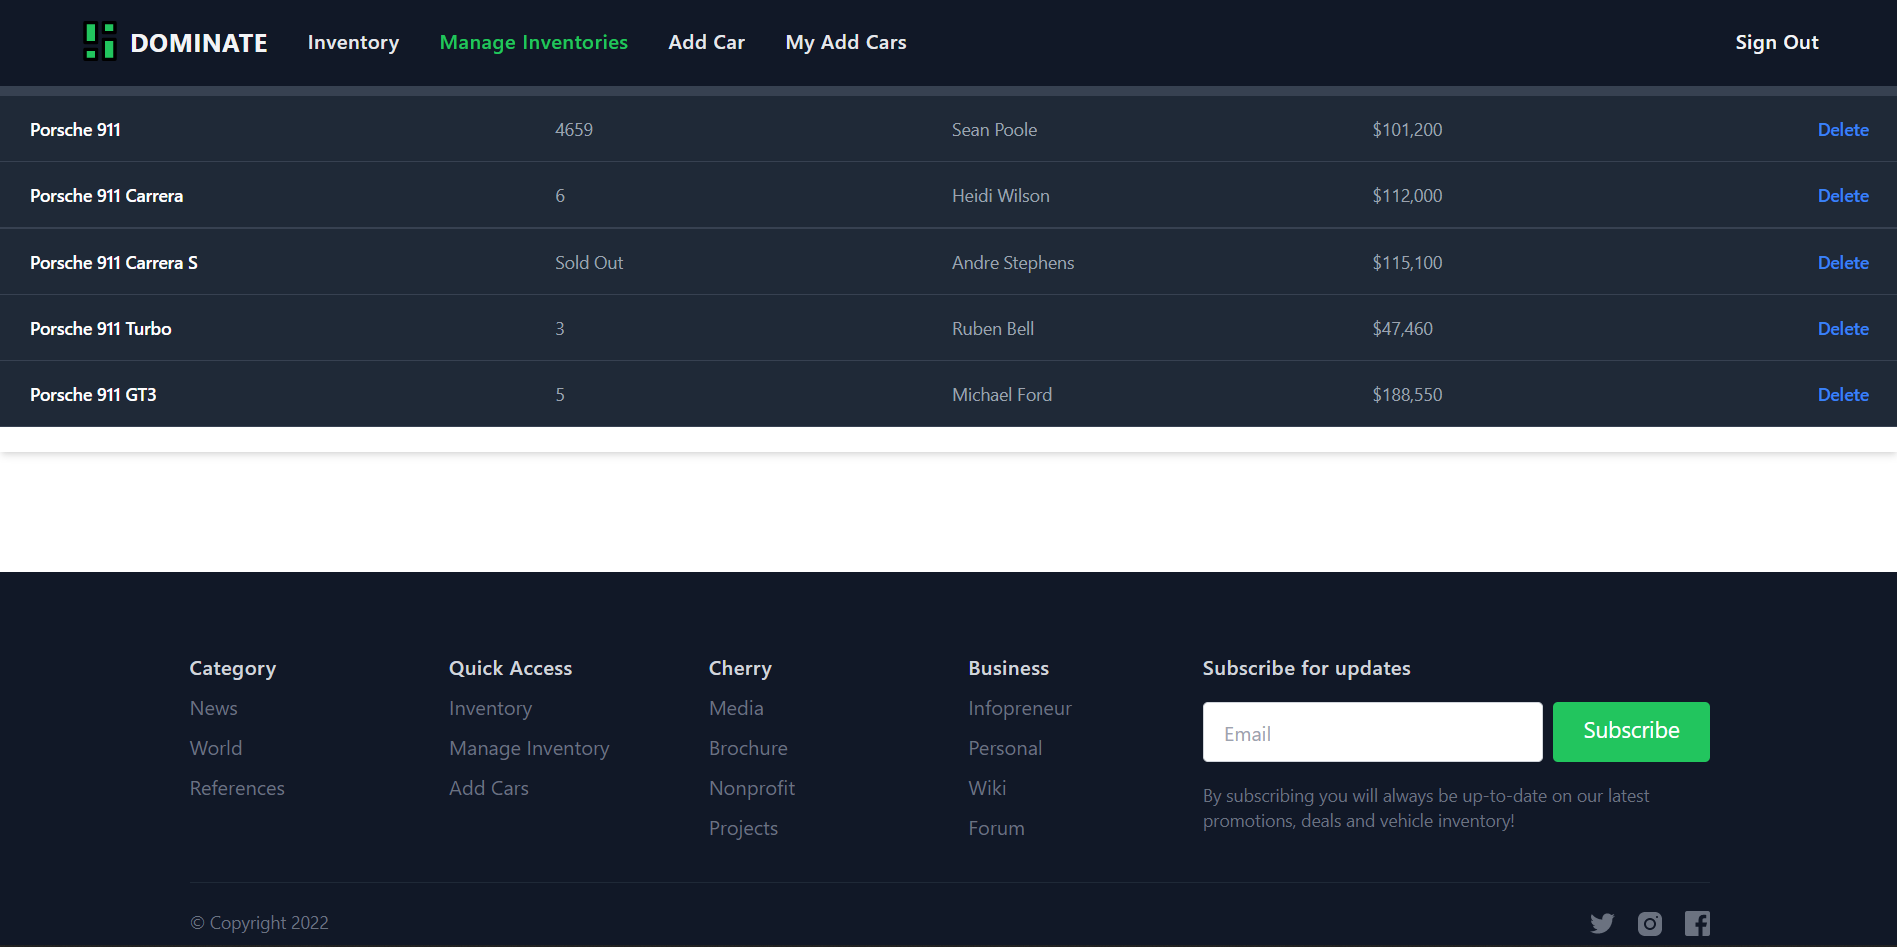 DOMINATE Inventory Manage Inventories Add Car My Add Cars Sign Out
Porsche 911 4659 Sean Poole $101,200 Delete
Porsche 911 Carrera 6 Heidi Wilson $112,000 Delete
Porsche 911 Carrera S Sold Out Andre Stephens $115,100 Delete
Porsche 911 Turbo 3 Ruben Bell $47,460 Delete
Porsche 911 GT3 5 Michael Ford $188,550 Delete
Category
News
World
References
Quick Access
Inventory
Manage Inventory
Add Cars
Cherry
Media
Brochure
Nonprofit
Projects
Business
Infopreneur
Personal
Wiki
Forum
Subscribe for updates
Email Subscribe
By subscribing you will always be up-to-date on our latest
promotions, deals and vehicle inventory!
© Copyright 2022